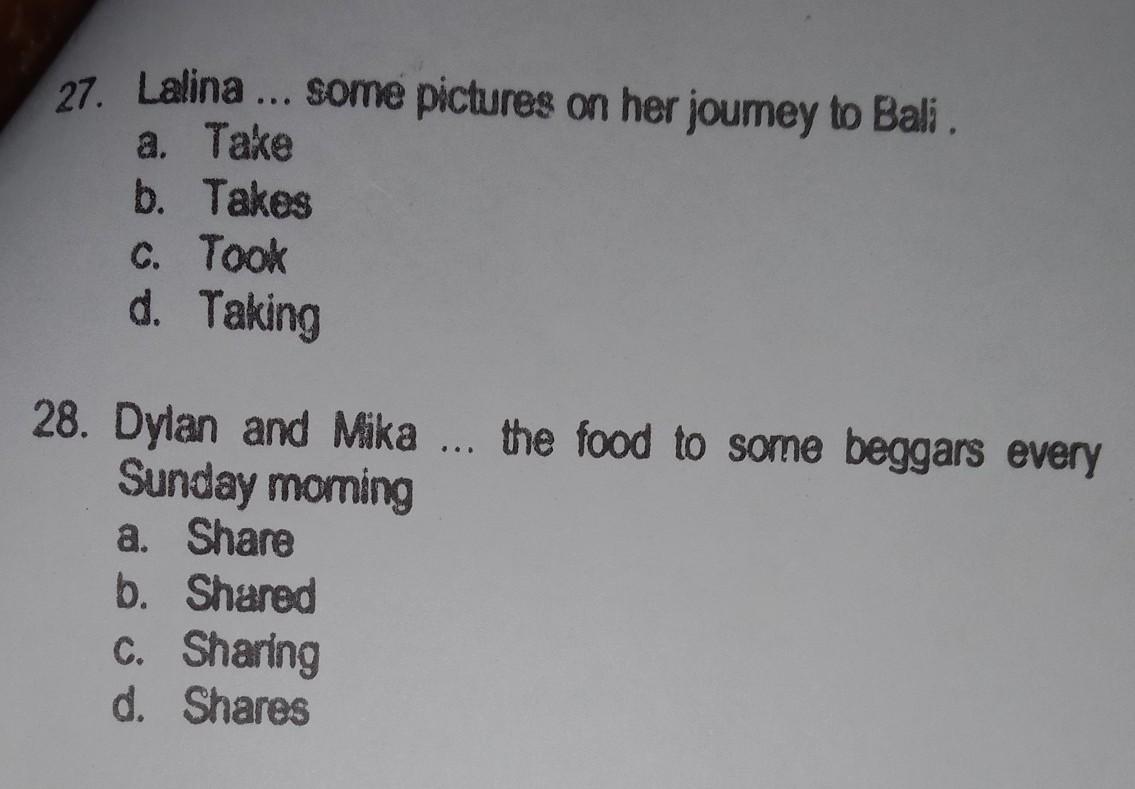 27. Lalina ... some pictures on her journey to Bali .
a. Take
b. Takes
c. Took
d. Taking
28. Dylan and Mika ... the food to some beggars every
Sunday morning
a. Share
b. Shared
c. Sharing
d. Shares